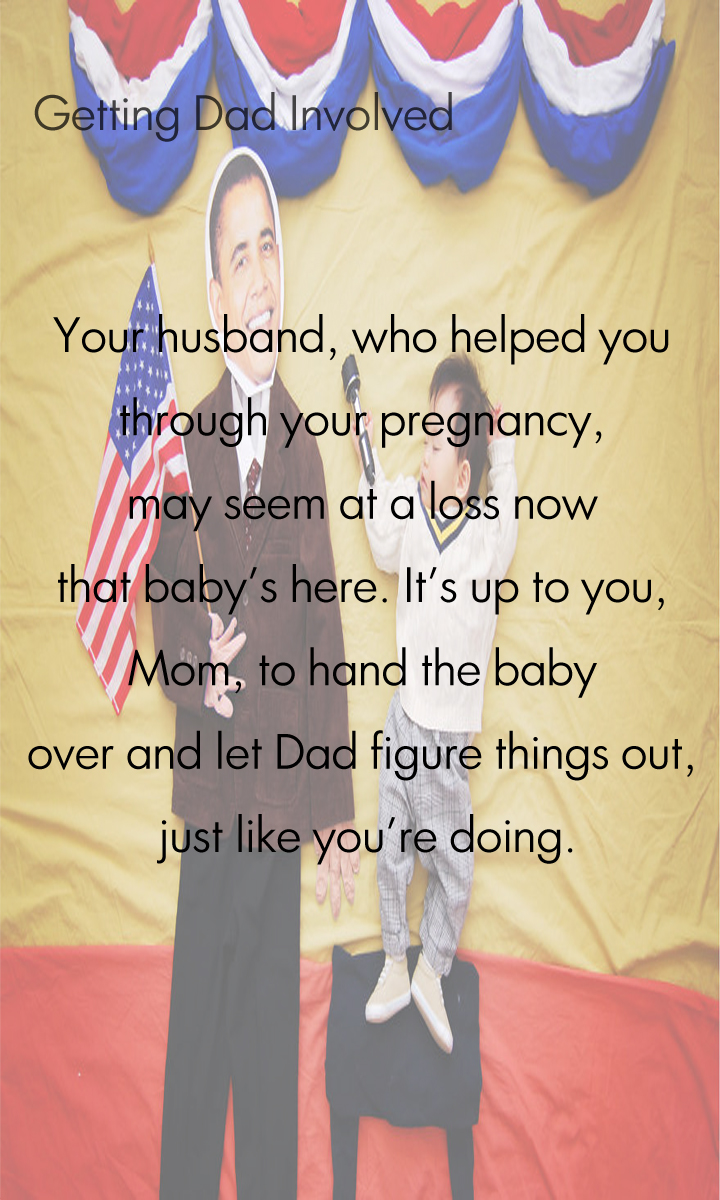 Getting Dad Involved
Your husband, who helped you
through your pregnancy,
may seem at a loss now
that baby’s here. It’s up to you,
Mom, to hand the baby
over and let Dad figure things out,
just like you’re doing.